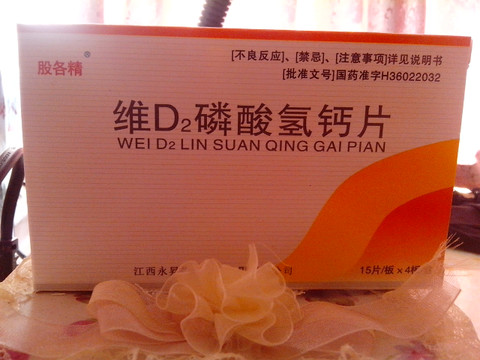 股各精®
[不良反应]、[禁忌]、[注意事项]详见说明书
[批准文号]国药准字H36022032
维D2磷酸氢钙片
WEI D2 LIN SUAN QING GAI PIAN
江西永
15片/板×4板